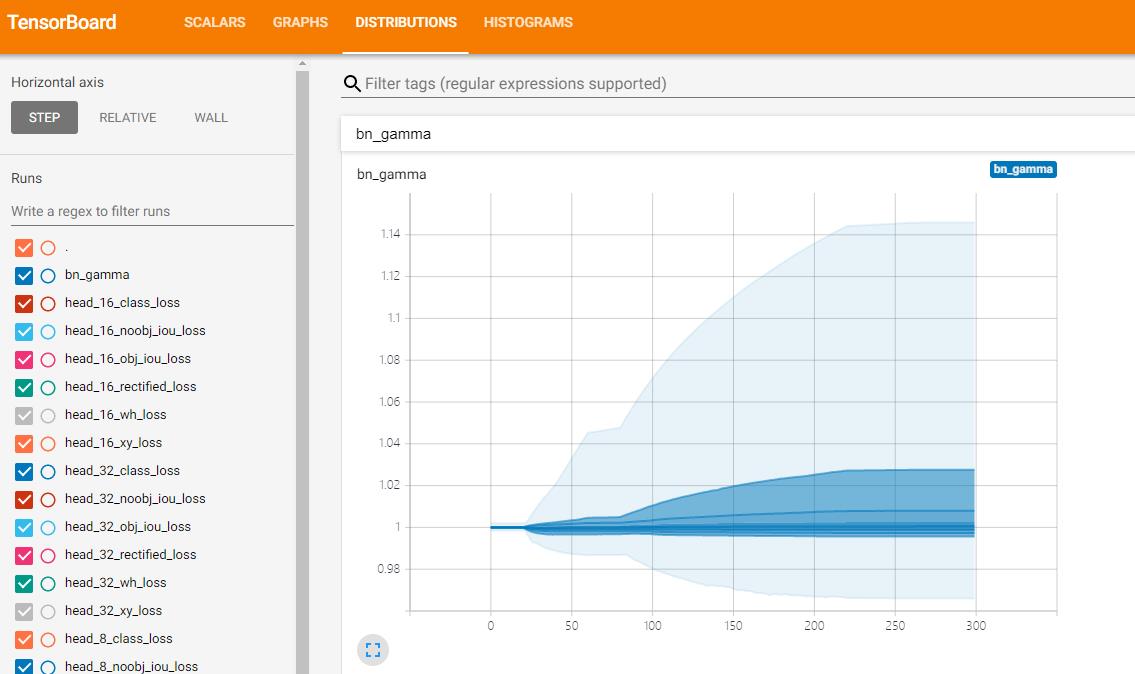 TensorBoard SCALARS GRAPHS DISTRIBUTIONS HISTOGRAMS
Horizontal axis
STEP RELATIVE WALL
Runs
Write a regex to filter runs
.
bn_gamma
head_16_class_loss
head_16_noobj_iou_loss
head_16_obj_iou_loss
head_16_rectified_loss
head_16_wh_loss
head_16_xy_loss
head_32_class_loss
head_32_noobj_iou_loss
head_32_obj_iou_loss
head_32_rectified_loss
head_32_wh_loss
head_32_xy_loss
head_8_class_loss
head_8_noobj_iou_loss
Filter tags (regular expressions supported)
bn_gamma
bn_gamma
bn_gamma
1.14
1.12
1.1
1.08
1.06
1.04
1.02
1
0.98
0 50 100 150 200 250 300